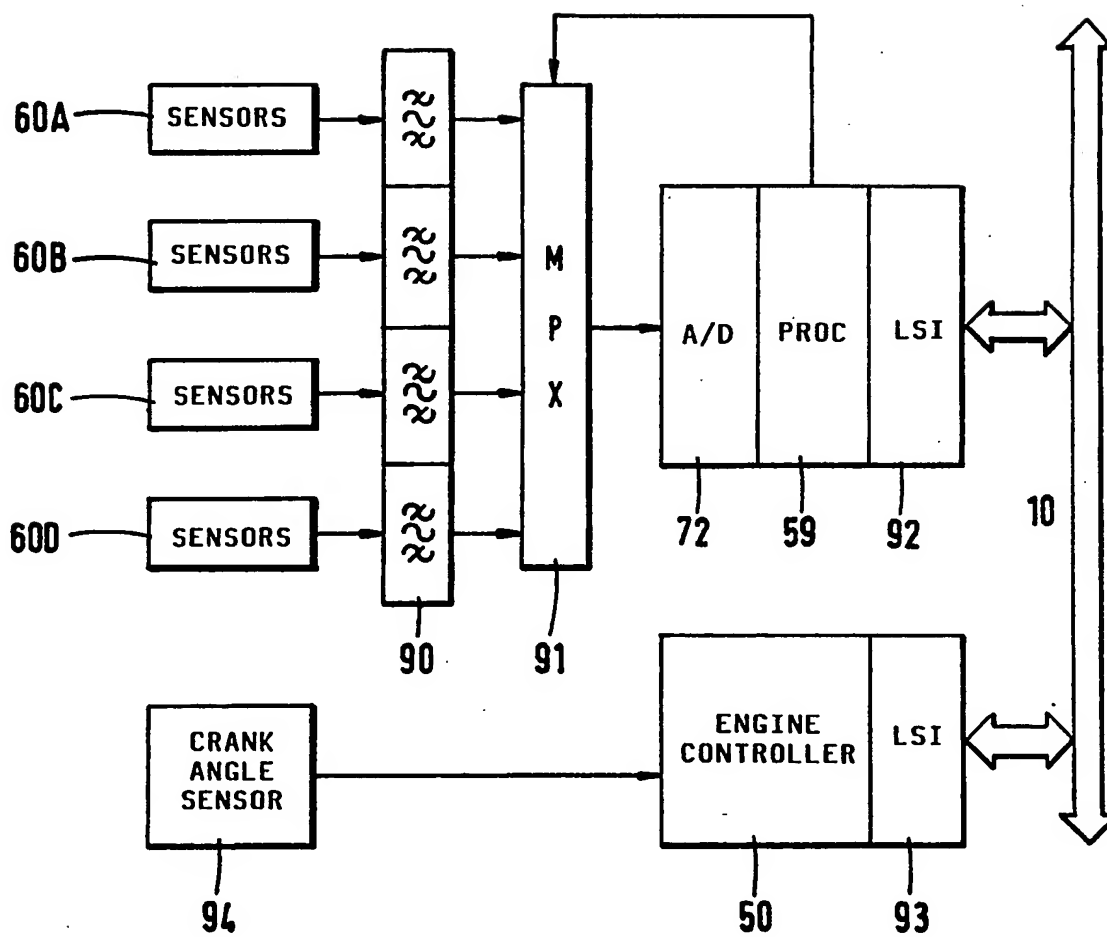 60A
SENSORS
60B
SENSORS
60C
SENSORS
60D
SENSORS
90
M
P
X
91
A/D
PROC
LSI
72
59
92
10
CRANK
ANGLE
SENSOR
94
ENGINE
CONTROLLER
LSI
50
93